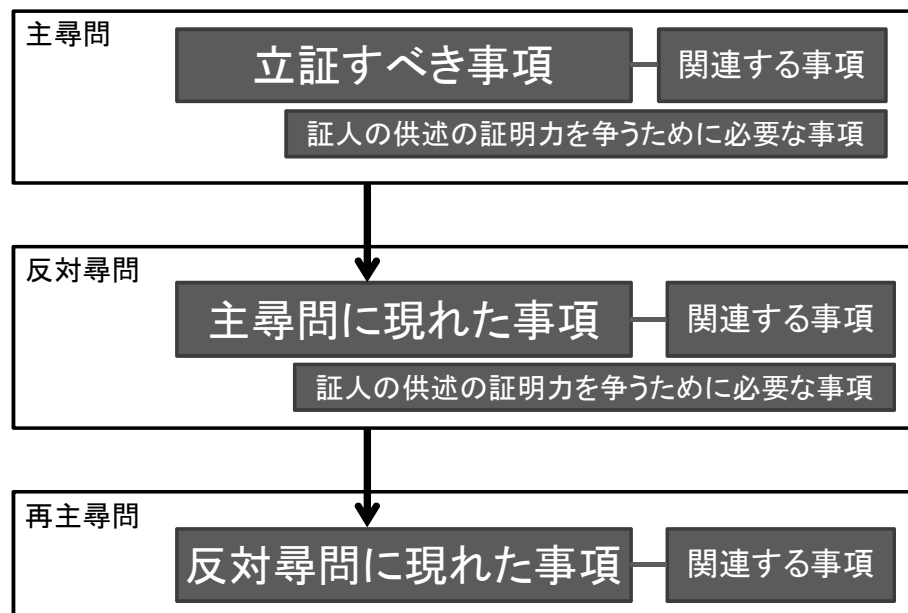 主尋問
立証すべき事項
関連する事項
証人の供述の証明力を争うために必要な事項
反対尋問
主尋問に現れた事項
関連する事項
証人の供述の証明力を争うために必要な事項
再主尋問
反対尋問に現れた事項
関連する事項